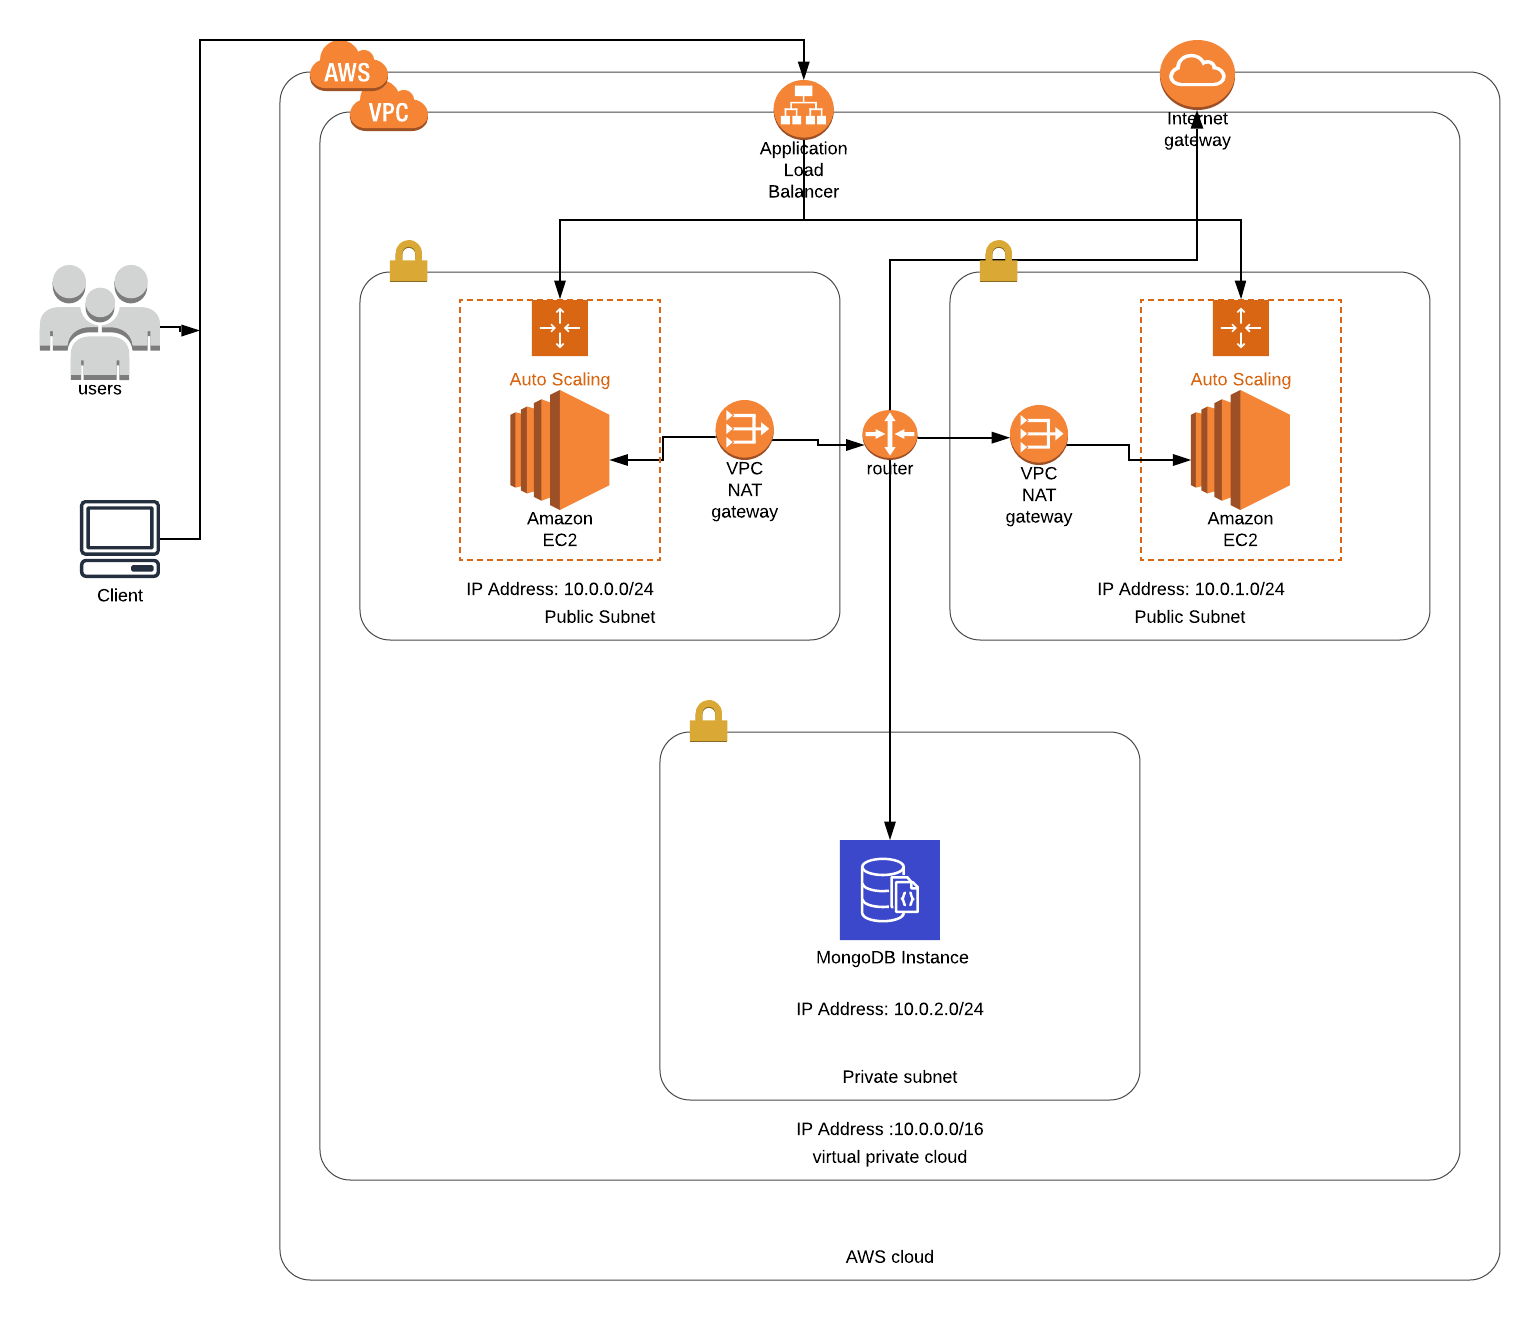 AWS
VPC
Application
Load
Balancer
Internet
gateway
users
Client
Auto Scaling
Amazon
EC2
VPC
NAT
gateway
IP Address: 10.0.0.0/24
Public Subnet
router
VPC
NAT
gateway
Auto Scaling
Amazon
EC2
IP Address: 10.0.1.0/24
Public Subnet
MongoDB Instance
IP Address: 10.0.2.0/24
Private subnet
IP Address :10.0.0.0/16
virtual private cloud
AWS cloud